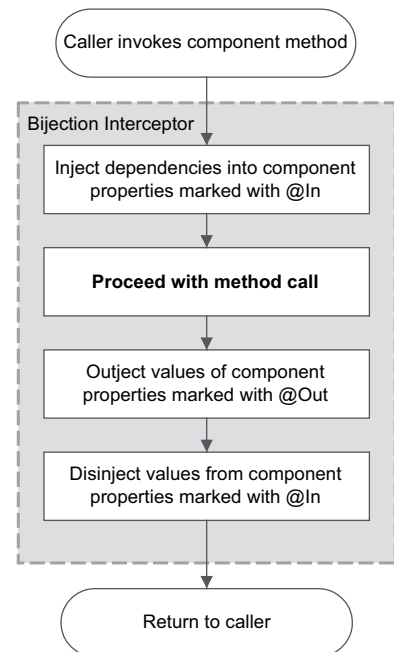 Caller invokes component method
Bijection Interceptor
Inject dependencies into component
properties marked with @In
Proceed with method call
Outject values of component
properties marked with @Out
Disinject values from component
properties marked with @In
Return to caller